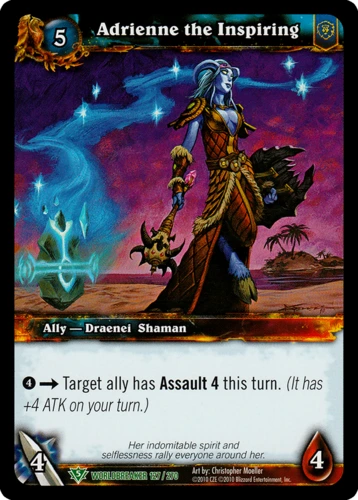 5 Adrienne the Inspiring
Ally — Draenei Shaman
4 → Target ally has Assault 4 this turn. (It has
+4 ATK on your turn.)
Her indomitable spirit and
selflessness rally everyone around her.
4
WORLDBREAKER 127 / 270
Art by: Christopher Moeller
©2010 CZE ©2010 Blizzard Entertainment, Inc.
4